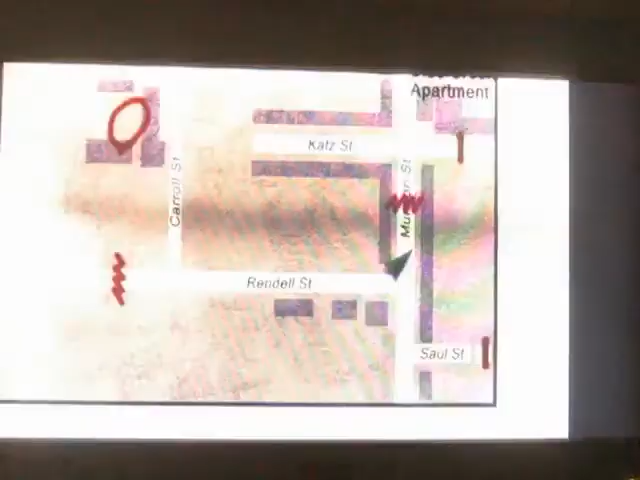 Apartment
Katz St
Carroll St
Rendell St
Saul St